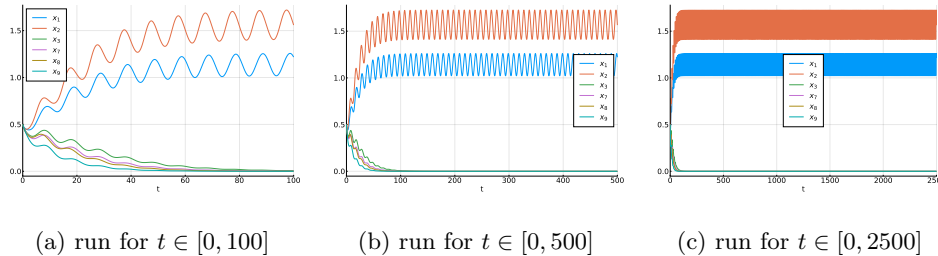 1.5
1.0
0.5
0.0
x₁
x₂
x₃
x₇
x₈
x₉
0 20 40 60 80 100
t
1.5
1.0
0.5
0.0
x₁
x₂
x₃
x₇
x₈
x₉
0 100 200 300 400 500
t
1.5
1.0
0.5
0.0
x₁
x₂
x₃
x₇
x₈
x₉
0 500 1000 1500 2000 2500
t
(a) run for t ∈ [0, 100]
(b) run for t ∈ [0, 500]
(c) run for t ∈ [0, 2500]